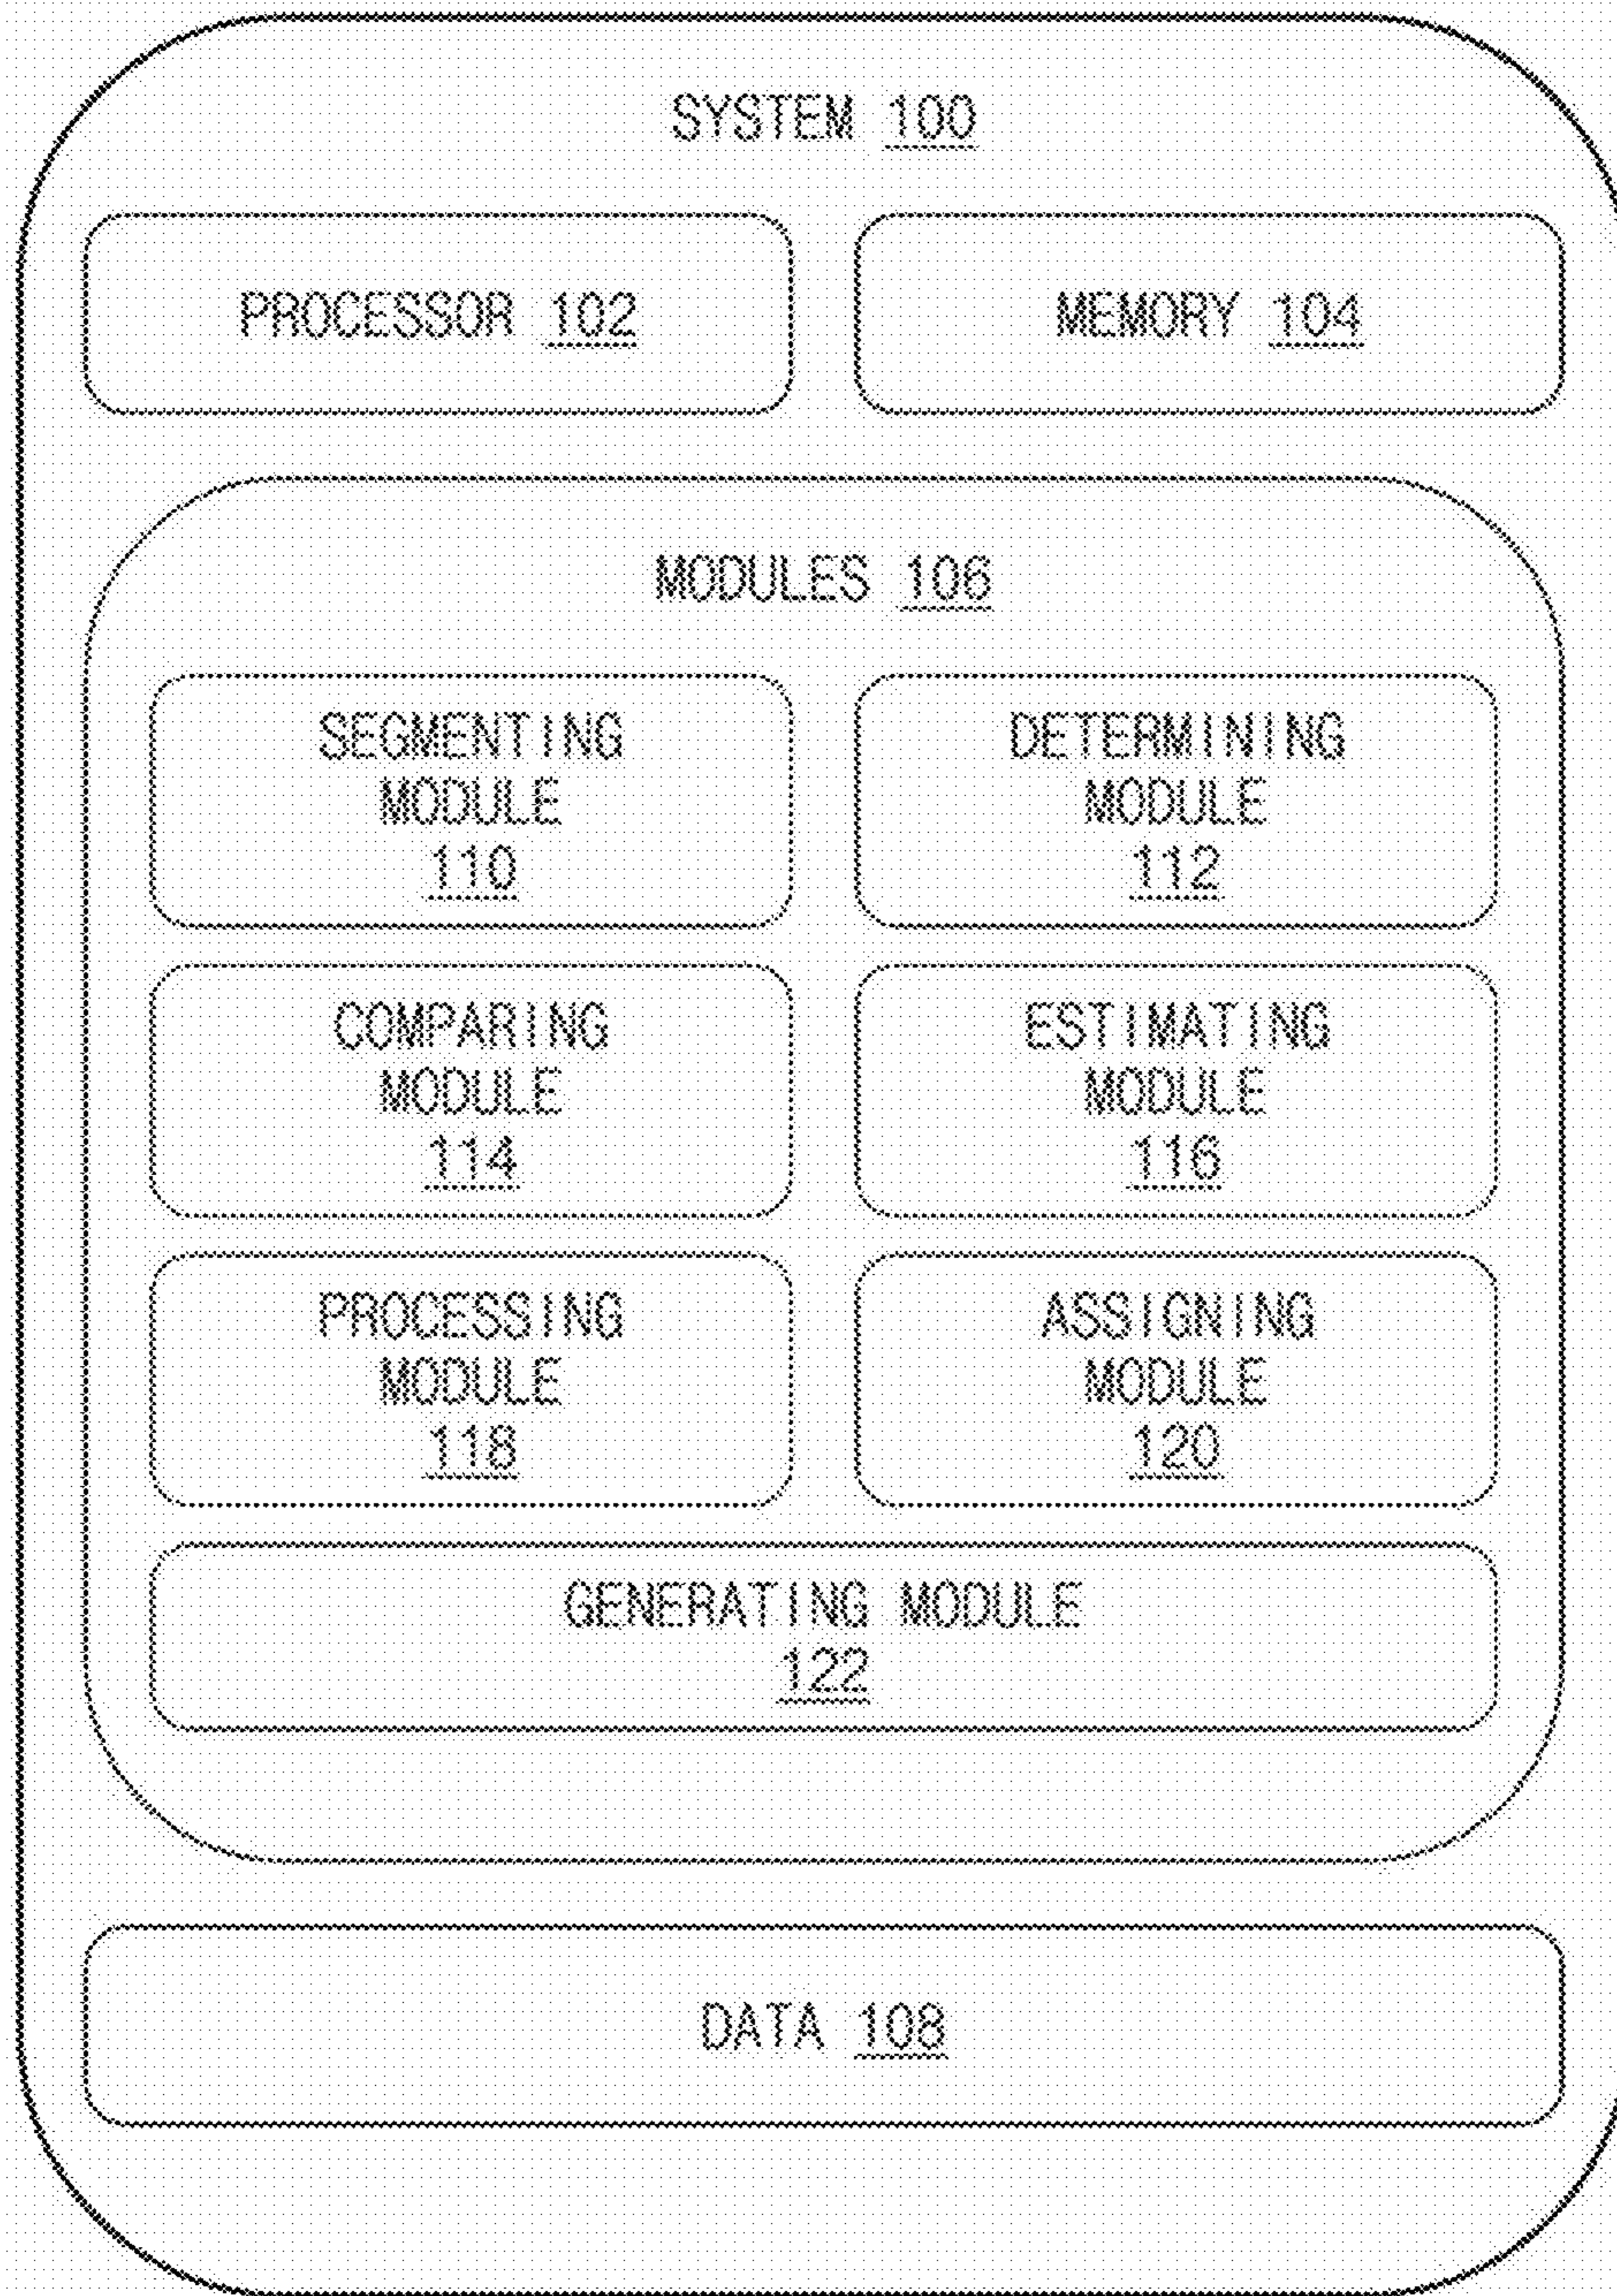 SYSTEM 100
PROCESSOR 102
MEMORY 104
MODULES 106
SEGMENTING
MODULE
110
DETERMINING
MODULE
112
COMPARING
MODULE
114
ESTIMATING
MODULE
116
PROCESSING
MODULE
118
ASSIGNING
MODULE
120
GENERATING MODULE
122
DATA 108